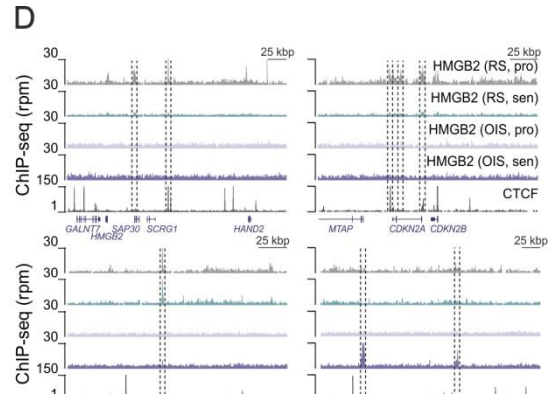 D
25 kbp
25 kbp
ChIP-seq (rpm)
30
30
30
30
150
1
HMGB2 (RS, pro)
HMGB2 (RS, sen)
HMGB2 (OIS, pro)
HMGB2 (OIS, sen)
CTCF
GALNT7 SAP30 SCRG1 HAND2
HMGB2
MTAP CDKN2A CDKN2B
25 kbp
25 kbp
ChIP-seq (rpm)
30
30
30
30
150
1